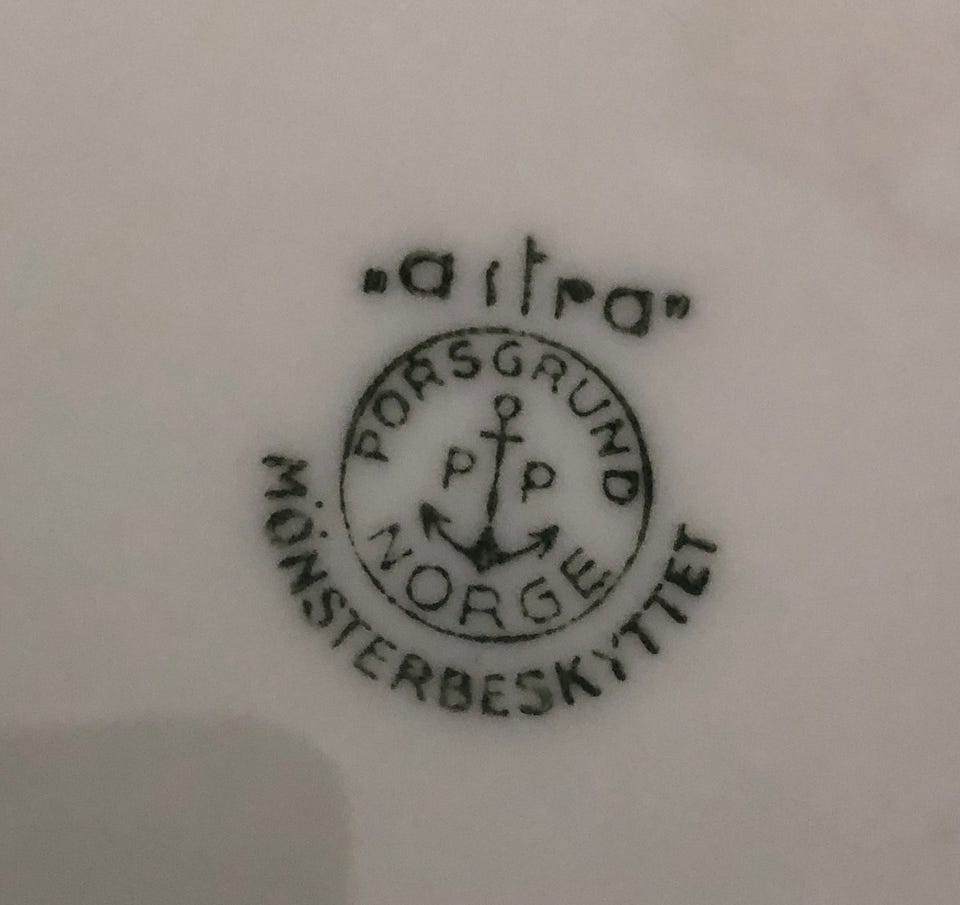 „astra”
PORSGRUND
P P
NORGE
MÖNSTERBESKYTTET